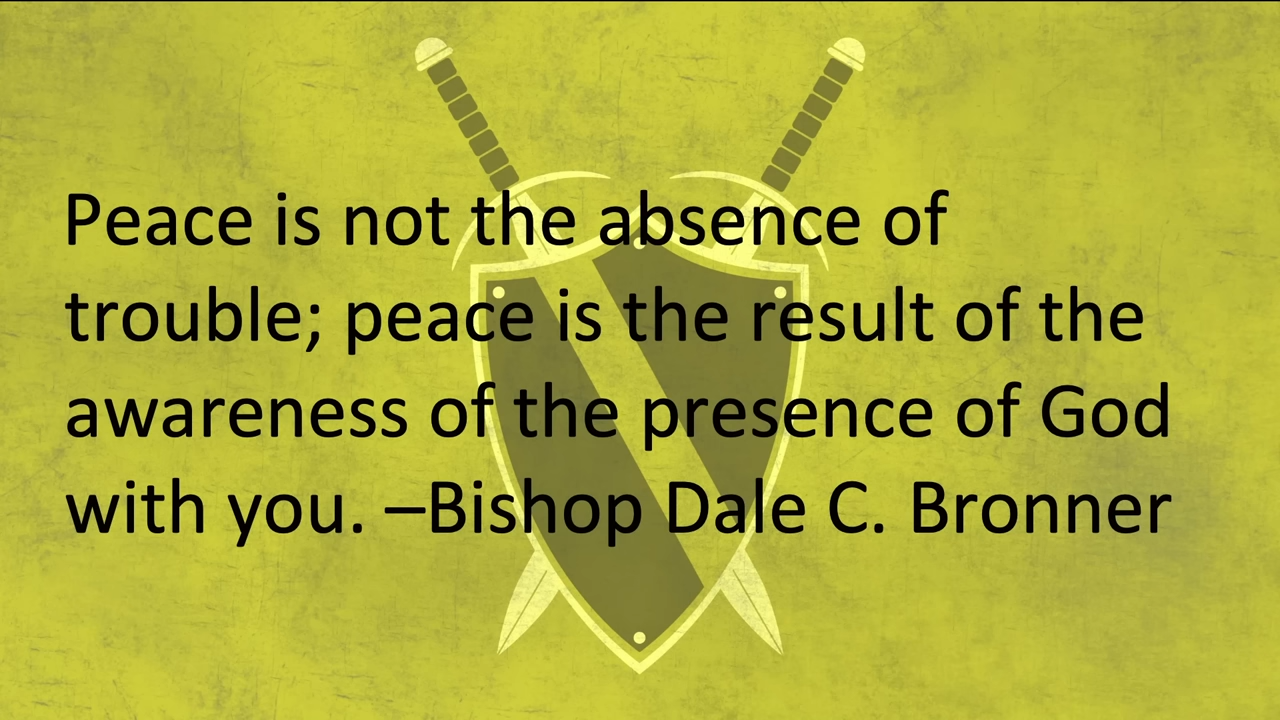 Peace is not the absence of
trouble; peace is the result of the
awareness of the presence of God
with you. –Bishop Dale C. Bronner